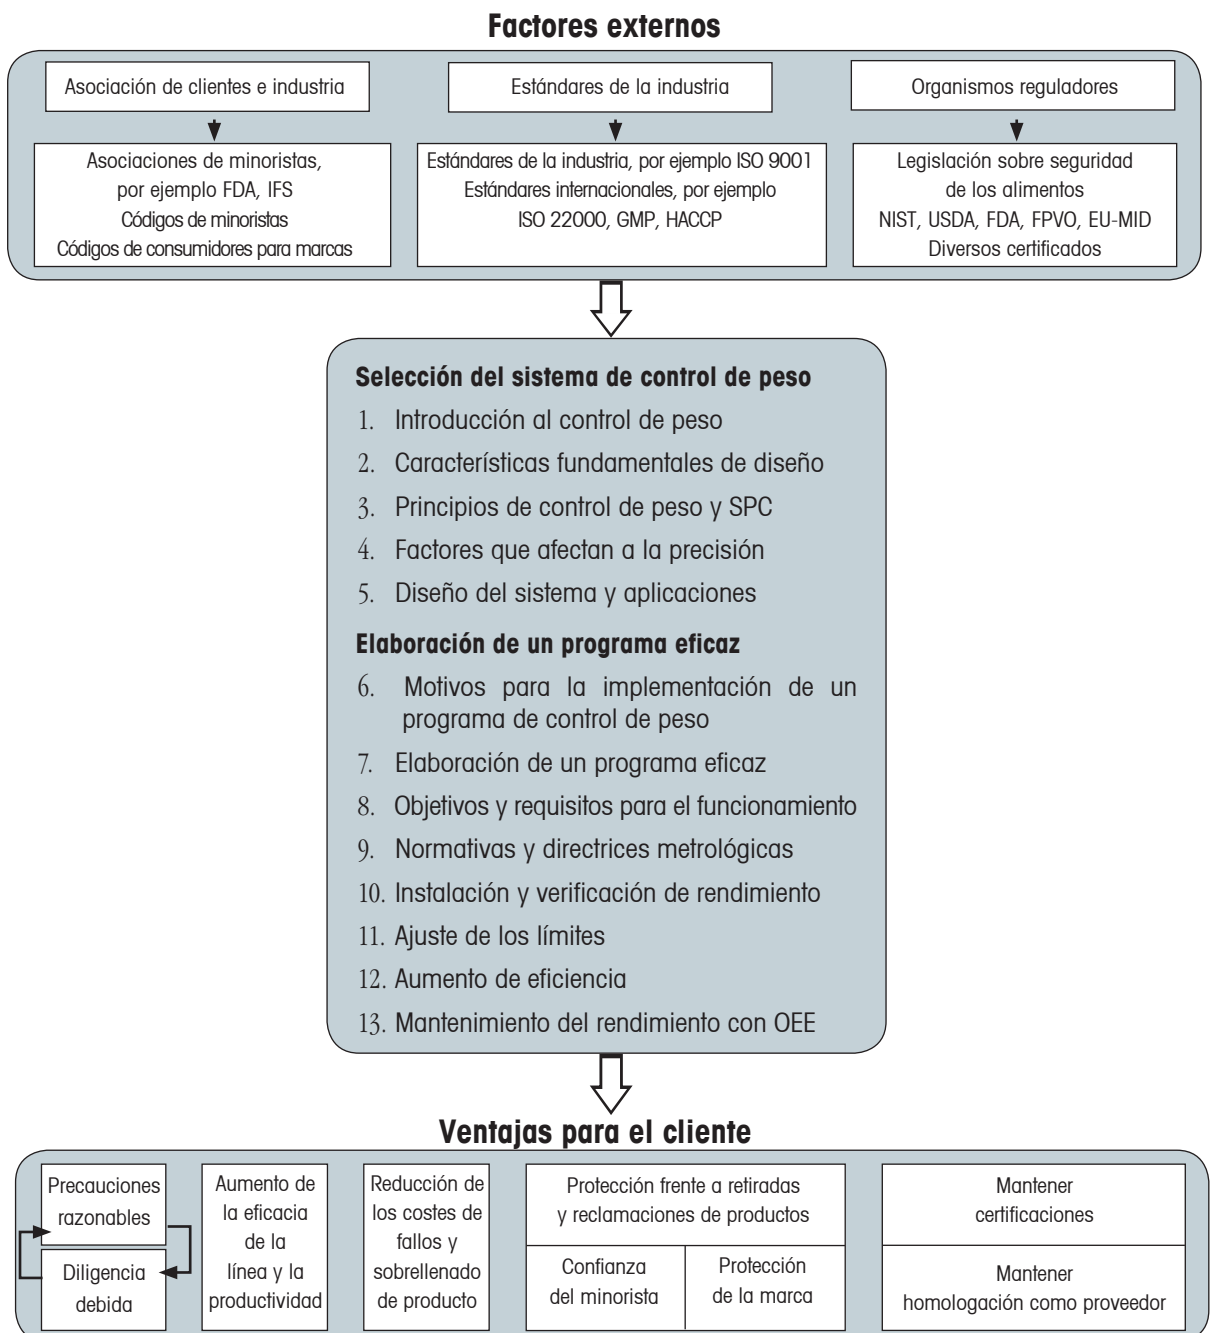 Factores externos
Asociación de clientes e industria
Asociaciones de minoristas,
por ejemplo FDA, IFS
Códigos de minoristas
Códigos de consumidores para marcas
Estándares de la industria
Estándares de la industria, por ejemplo ISO 9001
Estándares internacionales, por ejemplo
ISO 22000, GMP, HACCP
Organismos reguladores
Legislación sobre seguridad
de los alimentos
NIST, USDA, FDA, FPVO, EU-MID
Diversos certificados
Selección del sistema de control de peso
1. Introducción al control de peso
2. Características fundamentales de diseño
3. Principios de control de peso y SPC
4. Factores que afectan a la precisión
5. Diseño del sistema y aplicaciones
Elaboración de un programa eficaz
6. Motivos para la implementación de un
programa de control de peso
7. Elaboración de un programa eficaz
8. Objetivos y requisitos para el funcionamiento
9. Normativas y directrices metrológicas
10. Instalación y verificación de rendimiento
11. Ajuste de los límites
12. Aumento de eficiencia
13. Mantenimiento del rendimiento con OEE
Ventajas para el cliente
Precauciones
razonables
Diligencia
debida
Aumento de
la eficacia
de la
línea y la
productividad
Reducción de
los costes de
fallos y
sobrellenado
de producto
Protección frente a retiradas
y reclamaciones de productos
Confianza
del minorista
Protección
de la marca
Mantener
certificaciones
Mantener
homologación como proveedor